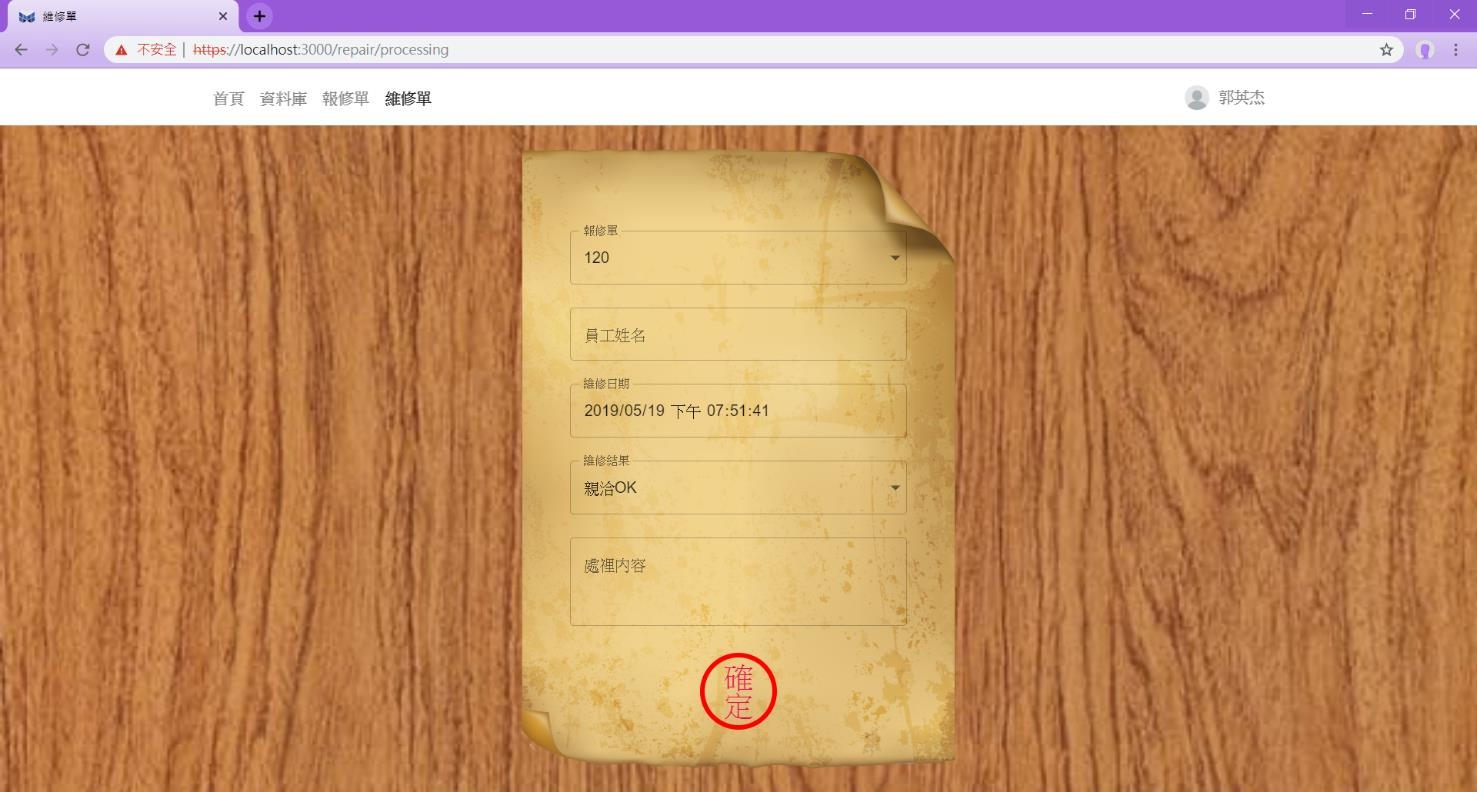 維修單
不安全 | https://localhost:3000/repair/processing
首頁 資料庫 報修單 維修單 郭英杰
報修單
120
員工姓名
維修日期
2019/05/19 下午 07:51:41
維修結果
親洽OK
處裡內容
確
定